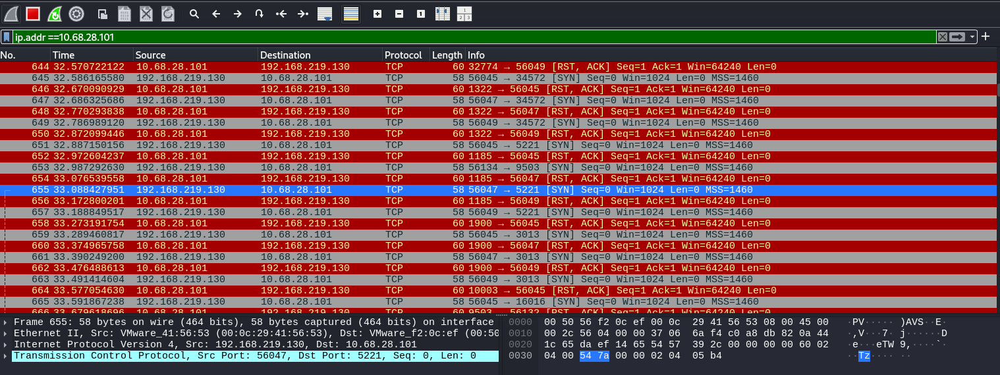 ip.addr ==10.68.28.101
No. Time Source Destination Protocol Length Info
644 32.570722122 10.68.28.101 192.168.219.130 TCP 60 32774 → 56049 [RST, ACK] Seq=1 Ack=1 Win=64240 Len=0
645 32.586165580 192.168.219.130 10.68.28.101 TCP 58 56045 → 34572 [SYN] Seq=0 Win=1024 Len=0 MSS=1460
646 32.670090929 10.68.28.101 192.168.219.130 TCP 60 1322 → 56045 [RST, ACK] Seq=1 Ack=1 Win=64240 Len=0
647 32.686325686 192.168.219.130 10.68.28.101 TCP 58 56047 → 34572 [SYN] Seq=0 Win=1024 Len=0 MSS=1460
648 32.770293838 10.68.28.101 192.168.219.130 TCP 60 1322 → 56047 [RST, ACK] Seq=1 Ack=1 Win=64240 Len=0
649 32.786989120 192.168.219.130 10.68.28.101 TCP 58 56049 → 34572 [SYN] Seq=0 Win=1024 Len=0 MSS=1460
650 32.872099446 10.68.28.101 192.168.219.130 TCP 60 1322 → 56049 [RST, ACK] Seq=1 Ack=1 Win=64240 Len=0
651 32.887150156 192.168.219.130 10.68.28.101 TCP 58 56045 → 5221 [SYN] Seq=0 Win=1024 Len=0 MSS=1460
652 32.972604237 10.68.28.101 192.168.219.130 TCP 60 1185 → 56045 [RST, ACK] Seq=1 Ack=1 Win=64240 Len=0
653 32.987292630 192.168.219.130 10.68.28.101 TCP 58 56134 → 9503 [SYN] Seq=0 Win=1024 Len=0 MSS=1460
654 33.076539558 10.68.28.101 192.168.219.130 TCP 60 1185 → 56047 [RST, ACK] Seq=1 Ack=1 Win=64240 Len=0
655 33.088427951 192.168.219.130 10.68.28.101 TCP 58 56047 → 5221 [SYN] Seq=0 Win=1024 Len=0 MSS=1460
656 33.172800201 10.68.28.101 192.168.219.130 TCP 60 1185 → 56049 [RST, ACK] Seq=1 Ack=1 Win=64240 Len=0
657 33.188849517 192.168.219.130 10.68.28.101 TCP 58 56049 → 5221 [SYN] Seq=0 Win=1024 Len=0 MSS=1460
658 33.273191754 10.68.28.101 192.168.219.130 TCP 60 1900 → 56045 [RST, ACK] Seq=1 Ack=1 Win=64240 Len=0
659 33.289460817 192.168.219.130 10.68.28.101 TCP 58 56045 → 3013 [SYN] Seq=0 Win=1024 Len=0 MSS=1460
660 33.374965758 10.68.28.101 192.168.219.130 TCP 60 1900 → 56047 [RST, ACK] Seq=1 Ack=1 Win=64240 Len=0
661 33.390249200 192.168.219.130 10.68.28.101 TCP 58 56047 → 3013 [SYN] Seq=0 Win=1024 Len=0 MSS=1460
662 33.476488613 10.68.28.101 192.168.219.130 TCP 60 1900 → 56049 [RST, ACK] Seq=1 Ack=1 Win=64240 Len=0
663 33.491414604 192.168.219.130 10.68.28.101 TCP 58 56049 → 3013 [SYN] Seq=0 Win=1024 Len=0 MSS=1460
664 33.577054630 10.68.28.101 192.168.219.130 TCP 60 10003 → 56045 [RST, ACK] Seq=1 Ack=1 Win=64240 Len=0
665 33.591867238 192.168.219.130 10.68.28.101 TCP 58 56045 → 16016 [SYN] Seq=0 Win=1024 Len=0 MSS=1460
666 33.679618696 10.68.28.101 192.168.219.130 TCP 60 9503 → 56132 [RST, ACK] Seq=1 Ack=1 Win=64240 Len=0
Frame 655: 58 bytes on wire (464 bits), 58 bytes captured (464 bits) on interface
Ethernet II, Src: VMware_41:56:53 (00:0c:29:41:56:53), Dst: VMware_f2:0c:ef (00:50
Internet Protocol Version 4, Src: 192.168.219.130, Dst: 10.68.28.101
Transmission Control Protocol, Src Port: 56047, Dst Port: 5221, Seq: 0, Len: 0
0000 00 50 56 f2 0c ef 00 0c 29 41 56 53 08 00 45 00 ·PV····· )AVS··E·
0010 00 2c 56 04 00 00 37 06 6a f4 c0 a8 db 82 0a 44 ·,V···7· j······D
0020 1c 65 da ef 14 65 54 57 39 2c 00 00 00 00 60 02 ·e···eTW 9,····`·
0030 04 00 54 7a 00 00 02 04 05 b4 ··Tz···· ··